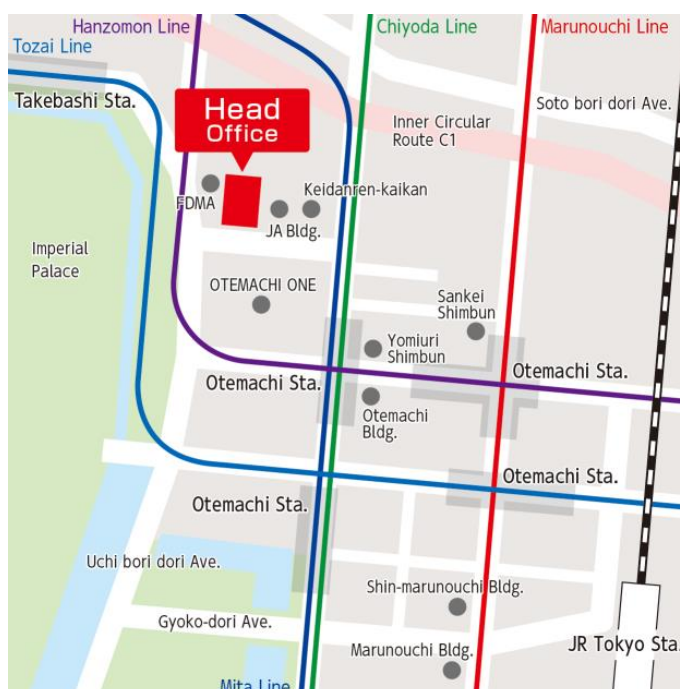 Hanzomon Line
Chiyoda Line
Marunouchi Line
Tozai Line
Takebashi Sta.
Head
Office
Soto bori dori Ave.
Inner Circular
Route C1
FDMA
Keidanren-kaikan
JA Bldg.
Imperial
Palace
OTEMACHI ONE
Sankei
Shimbun
Yomiuri
Shimbun
Otemachi Sta.
Otemachi Sta.
Otemachi
Bldg.
Otemachi Sta.
Otemachi Sta.
Uchi bori dori Ave.
Shin-marunouchi Bldg.
Gyoko-dori Ave.
Marunouchi Bldg.
JR Tokyo Sta.
Mita Line